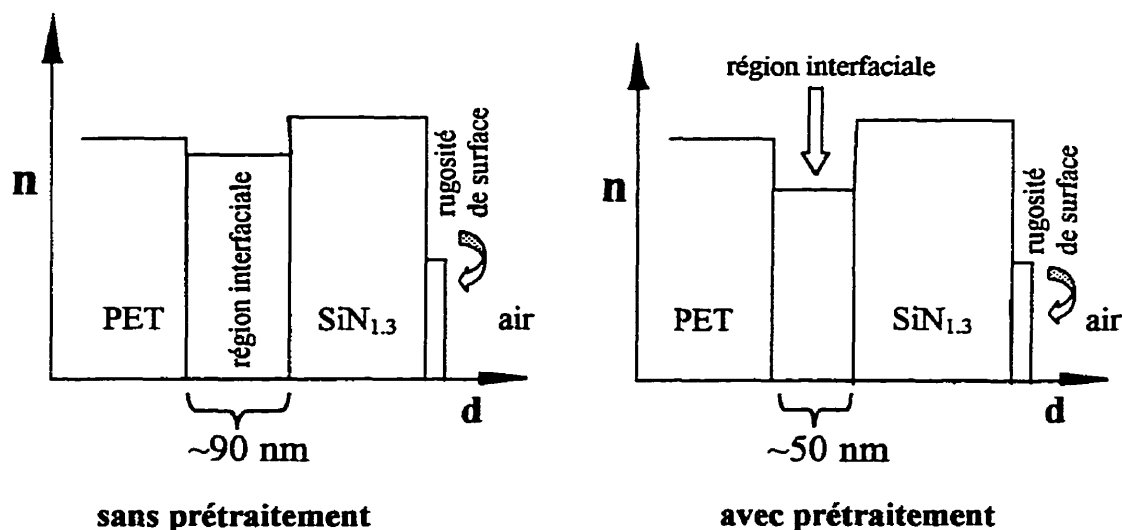 n
PET
région interfaciale
SiN1.3
rugosité
de surface
air
d
~90 nm
sans prétraitement
région interfaciale
n
PET
SiN1.3
rugosité
de surface
air
d
~50 nm
avec prétraitement